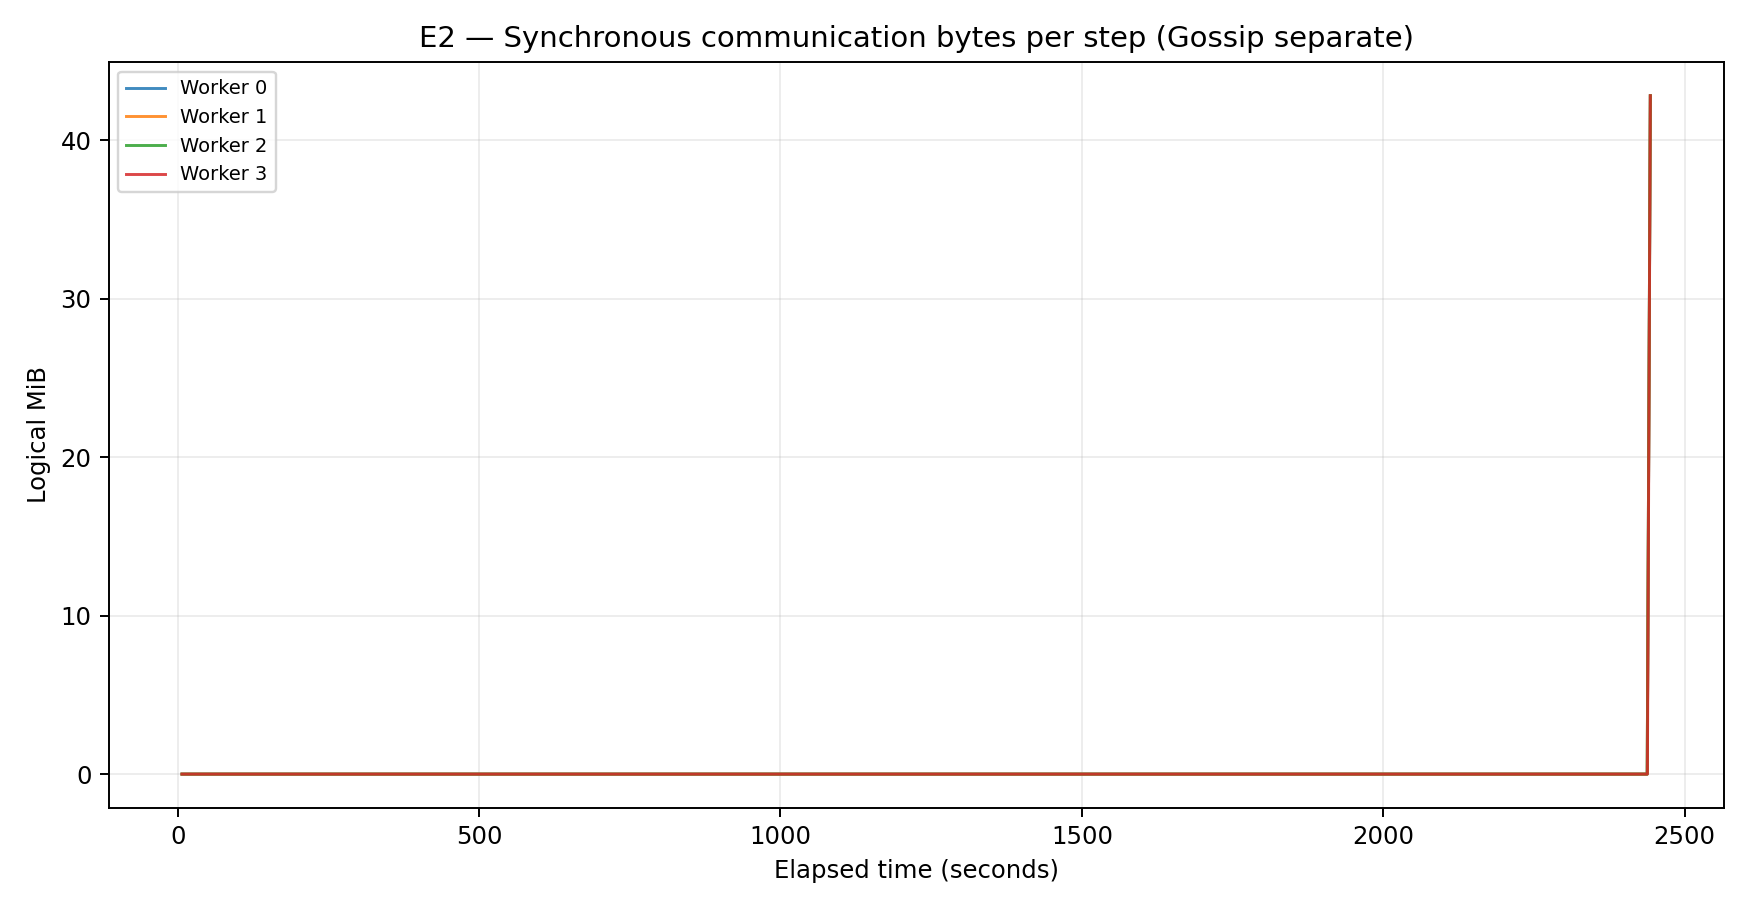 E2 — Synchronous communication bytes per step (Gossip separate)
Worker 0
Worker 1
Worker 2
Worker 3
Logical MiB
40
30
20
10
0
0 500 1000 1500 2000 2500
Elapsed time (seconds)